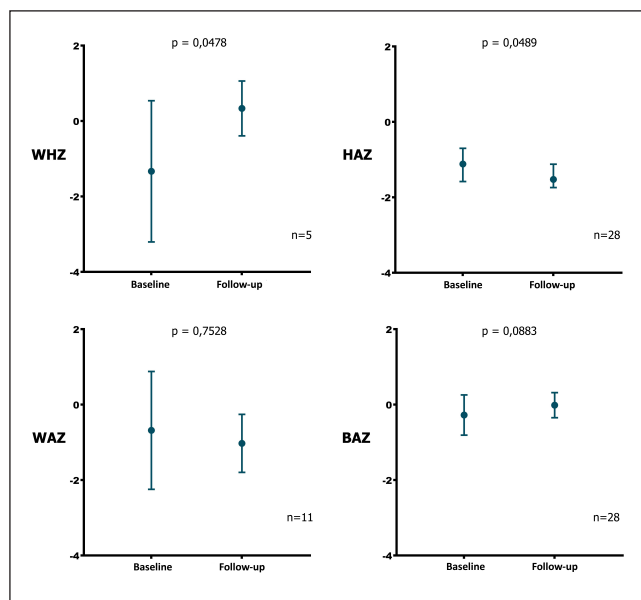 p = 0,0478
2
0
WHZ
-2
n=5
-4
Baseline Follow-up
p = 0,0489
2
0
HAZ
-2
n=28
-4
Baseline Follow-up
p = 0,7528
2
0
WAZ
-2
n=11
-4
Baseline Follow-up
p = 0,0883
2
0
BAZ
-2
n=28
-4
Baseline Follow-up